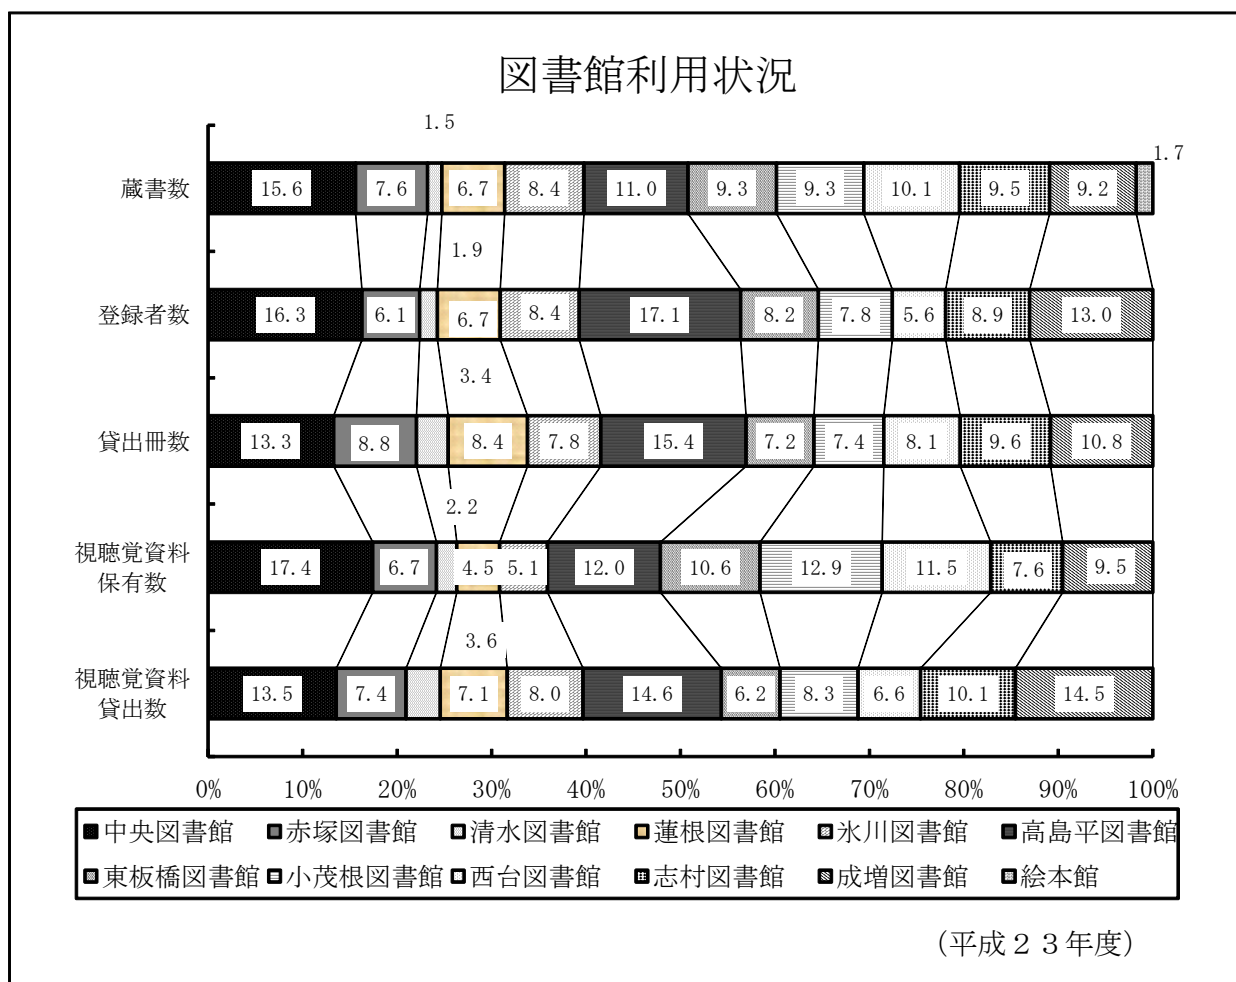 図書館利用状況
1.5
1.7
蔵書数 15.6 7.6 6.7 8.4 11.0 9.3 9.3 10.1 9.5 9.2
1.9
登録者数 16.3 6.1 6.7 8.4 17.1 8.2 7.8 5.6 8.9 13.0
3.4
貸出冊数 13.3 8.8 8.4 7.8 15.4 7.2 7.4 8.1 9.6 10.8
2.2
視聴覚資料
保有数 17.4 6.7 4.5 5.1 12.0 10.6 12.9 11.5 7.6 9.5
3.6
視聴覚資料
貸出数 13.5 7.4 7.1 8.0 14.6 6.2 8.3 6.6 10.1 14.5
0% 10% 20% 30% 40% 50% 60% 70% 80% 90% 100%
中央図書館 赤塚図書館 清水図書館 蓮根図書館 氷川図書館 高島平図書館
東板橋図書館 小茂根図書館 西台図書館 志村図書館 成増図書館 絵本館
（平成２３年度）